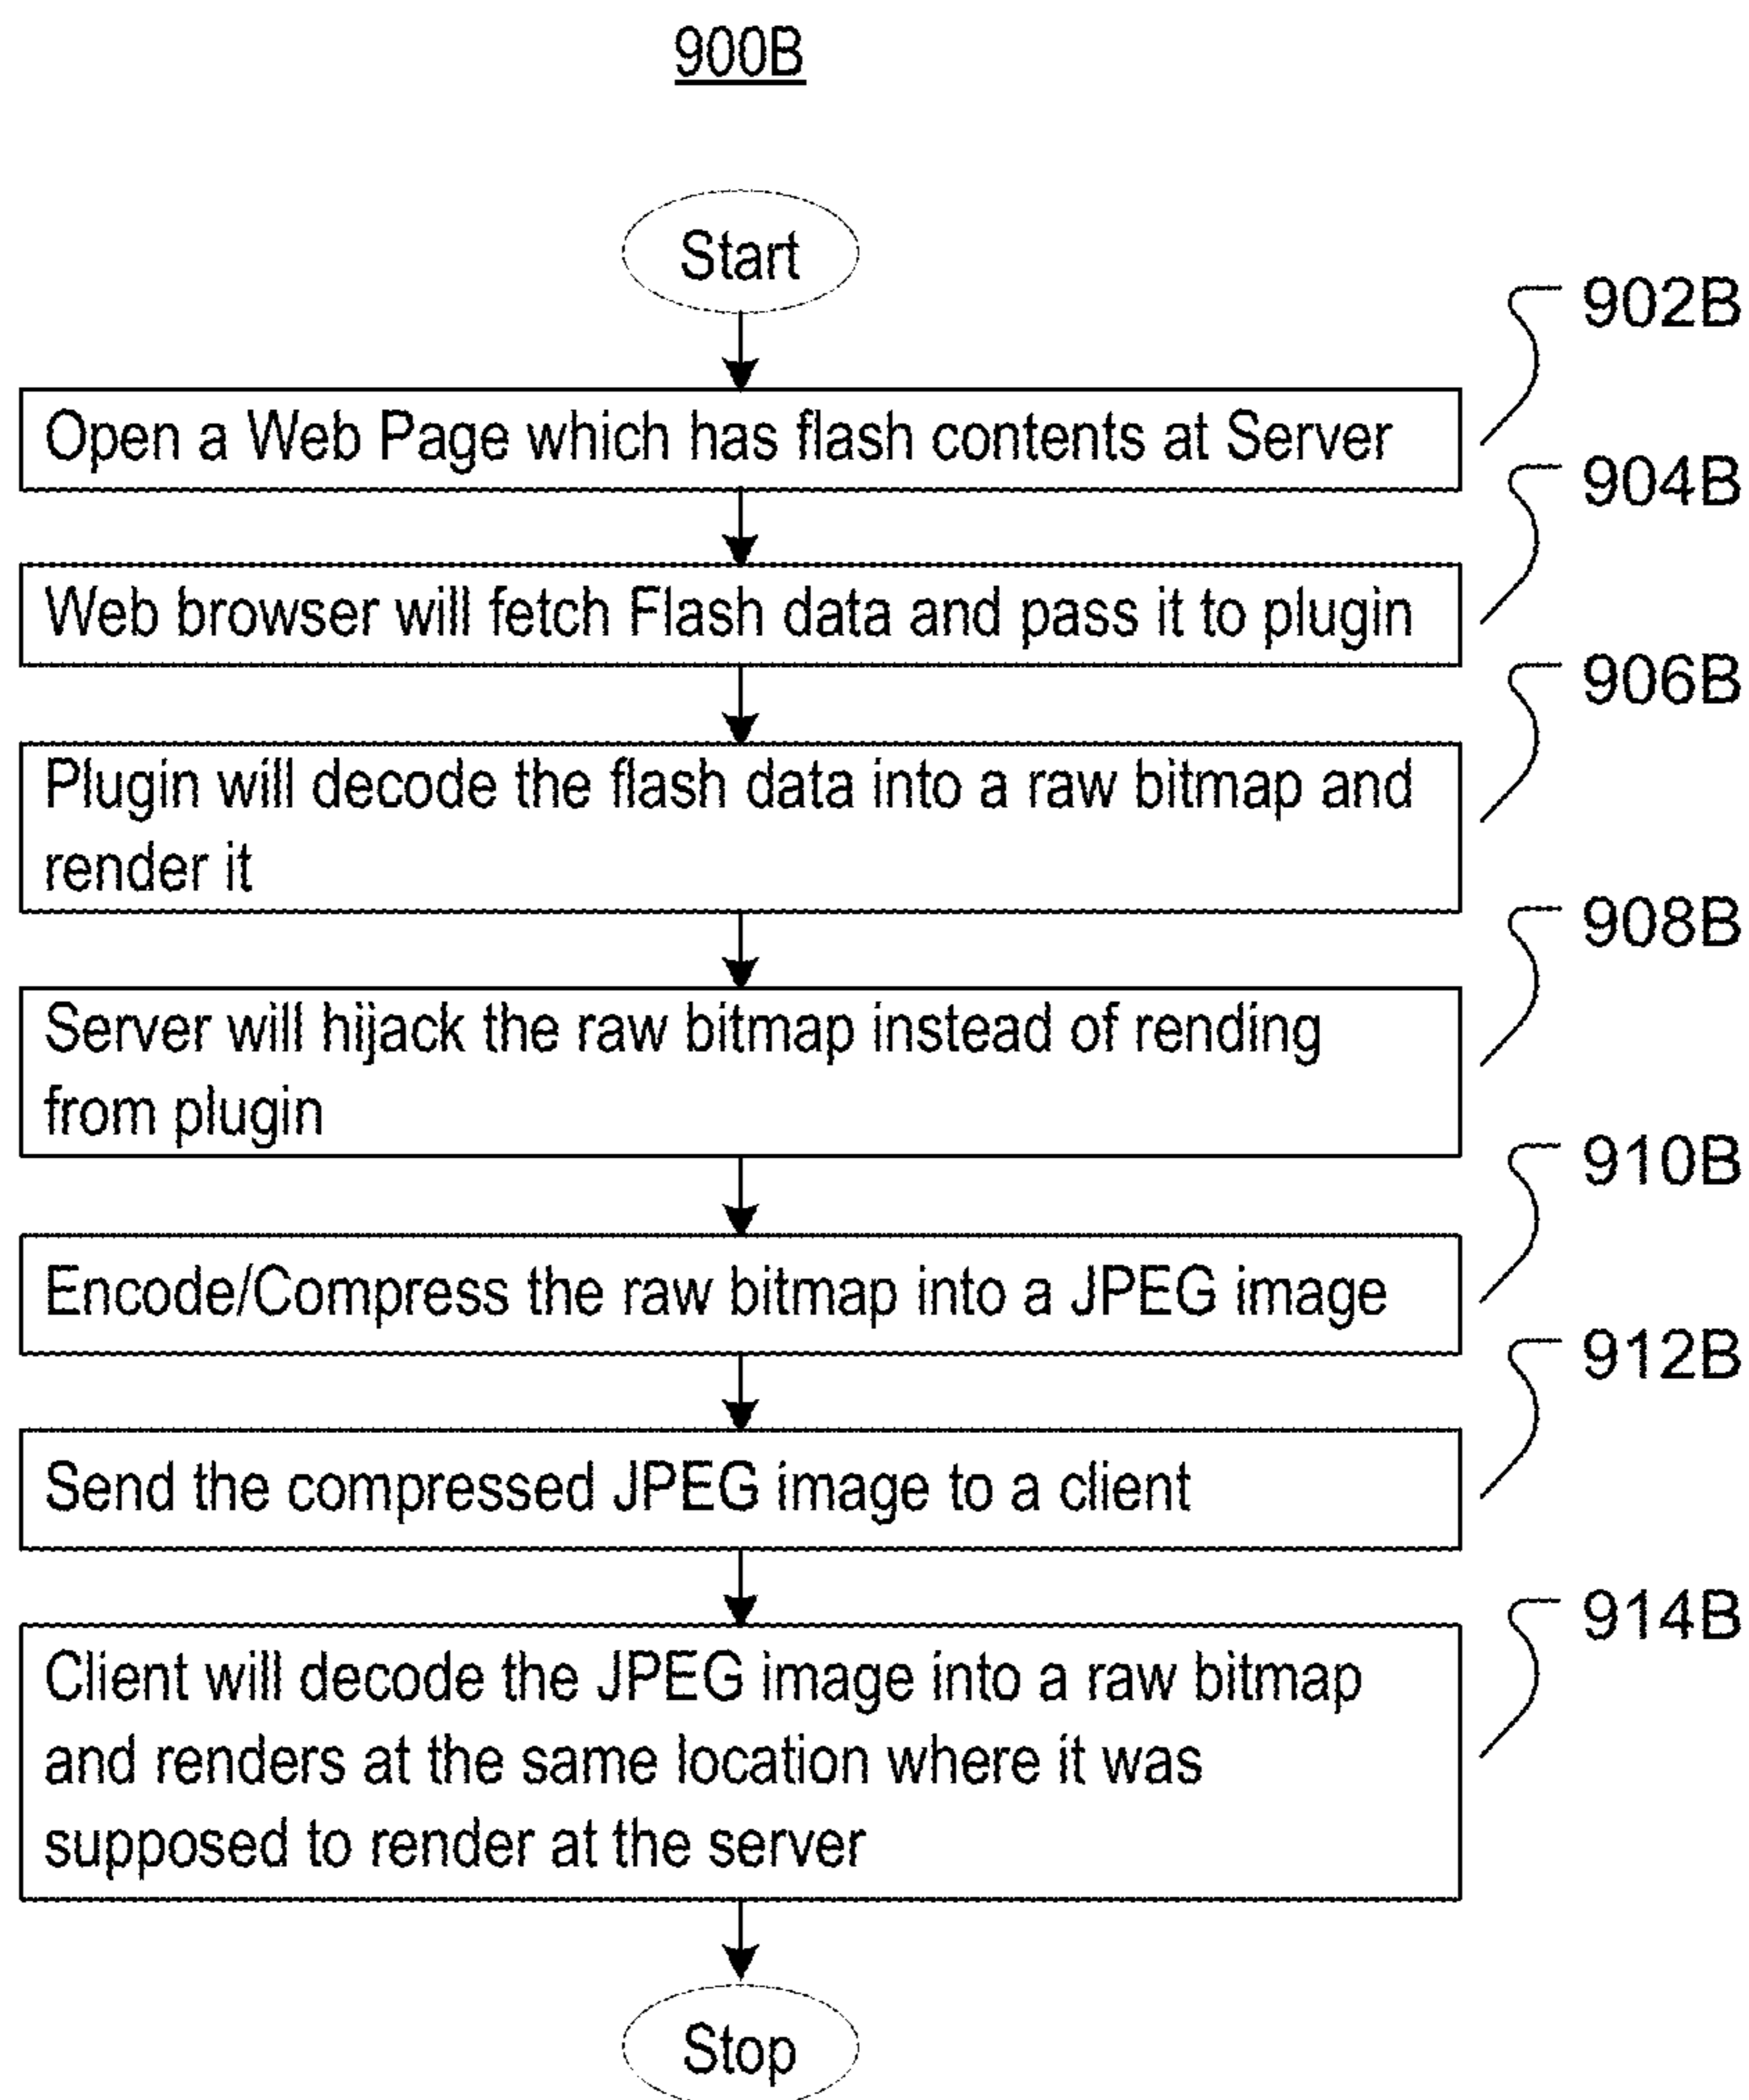 900B
Start
902B
Open a Web Page which has flash contents at Server
904B
Web browser will fetch Flash data and pass it to plugin
906B
Plugin will decode the flash data into a raw bitmap and
render it
908B
Server will hijack the raw bitmap instead of rending
from plugin
910B
Encode/Compress the raw bitmap into a JPEG image
912B
Send the compressed JPEG image to a client
914B
Client will decode the JPEG image into a raw bitmap
and renders at the same location where it was
supposed to render at the server
Stop